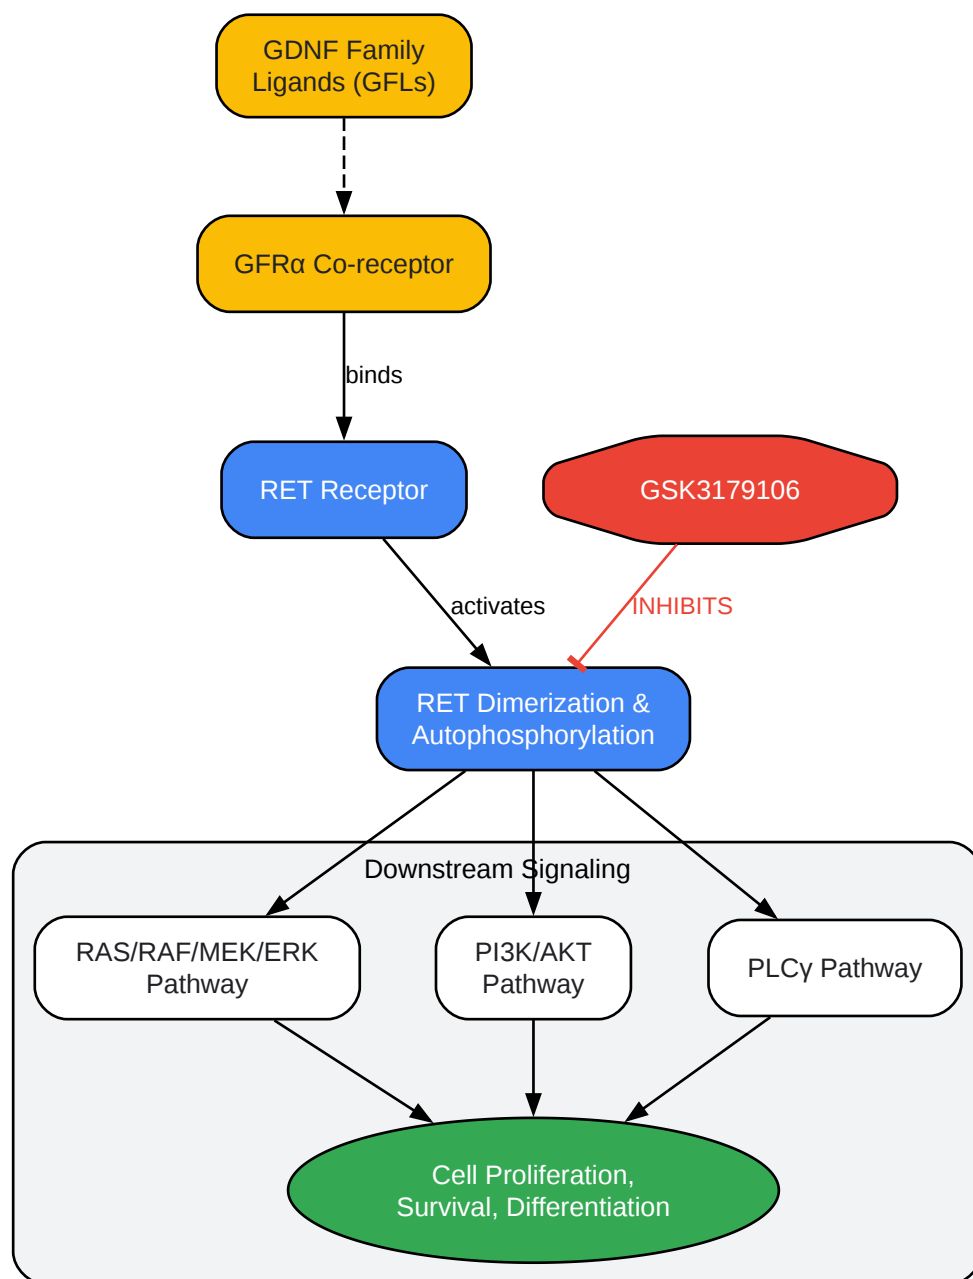 GDNF Family
Ligands (GFLs)
GFRα Co-receptor
binds
RET Receptor
GSK3179106
activates
INHIBITS
RET Dimerization &
Autophosphorylation
Downstream Signaling
RAS/RAF/MEK/ERK
Pathway
PI3K/AKT
Pathway
PLCγ Pathway
Cell Proliferation,
Survival, Differentiation